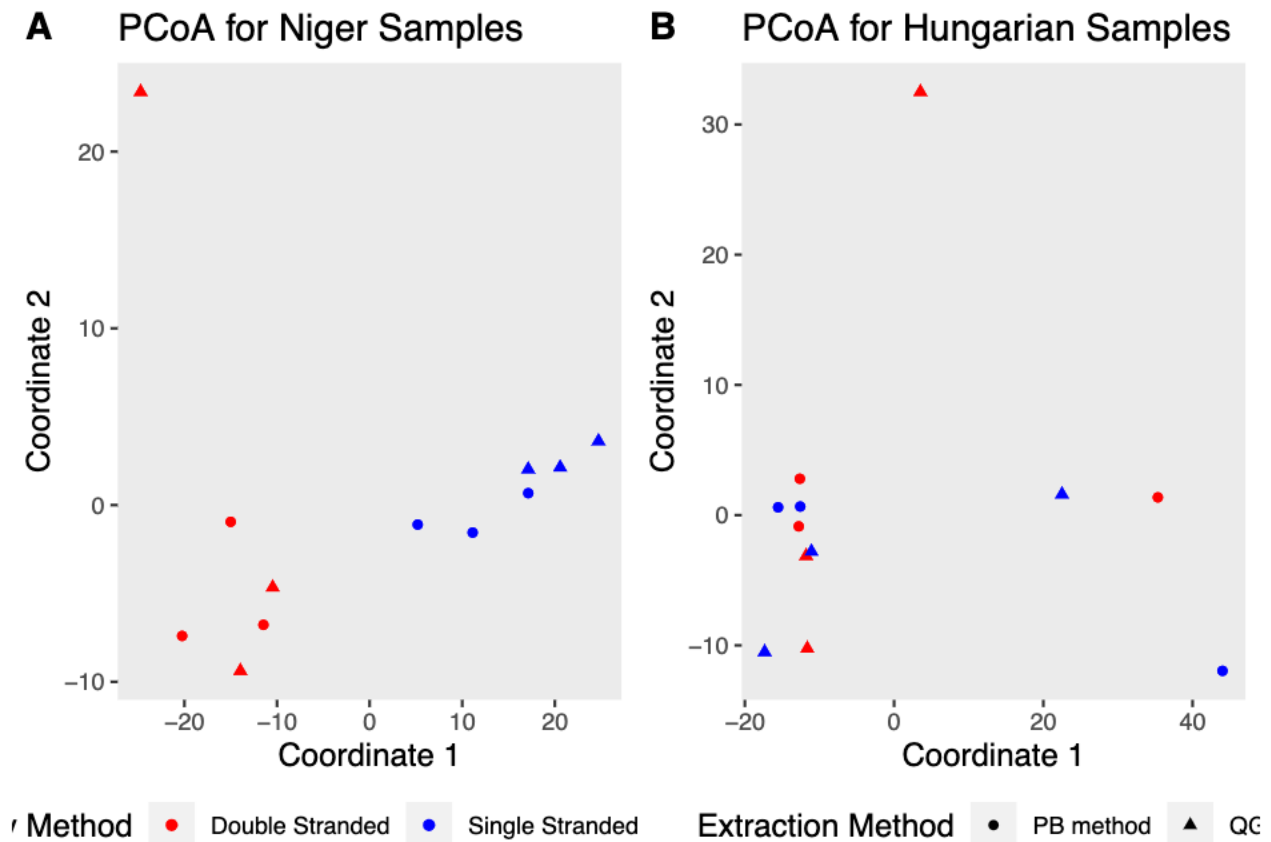 A PCoA for Niger Samples
B PCoA for Hungarian Samples
Coordinate 2
20
10
0
−10
−20 −10 0 10 20
Coordinate 1
Coordinate 2
30
20
10
0
−10
−20 0 20 40
Coordinate 1
Method Double Stranded Single Stranded
Extraction Method PB method QG